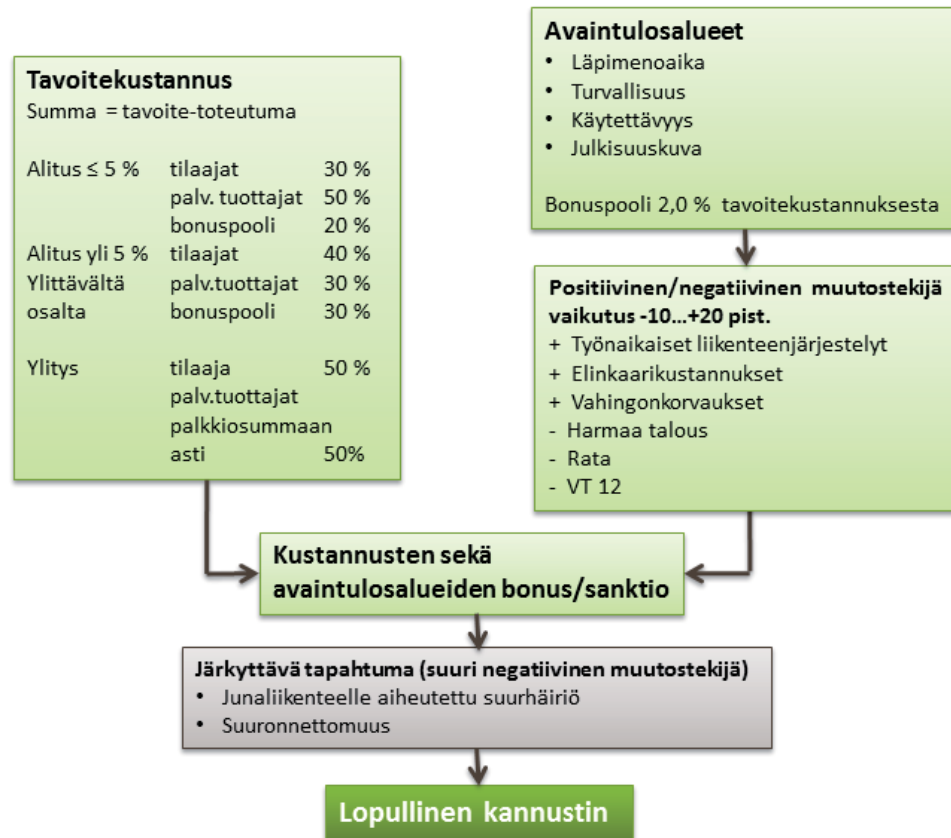 Tavoitekustannus
Summa = tavoite-toteutuma
Alitus ≤ 5 % tilaajat 30 %
palv. tuottajat 50 %
bonuspooli 20 %
Alitus yli 5 % tilaajat 40 %
Ylittävältä palv.tuottajat 30 %
osalta bonuspooli 30 %
Ylitys tilaaja 50 %
palv.tuottajat
palkkiosummaan
asti 50%
Avaintulosalueet
• Läpimenoaika
• Turvallisuus
• Käytettävyys
• Julkisuuskuva
Bonuspooli 2,0 % tavoitekustannuksesta
Positiivinen/negatiivinen muutostekijä
vaikutus -10...+20 pist.
+ Työnaikaiset liikenteenjärjestelyt
+ Elinkaarikustannukset
+ Vahingonkorvaukset
- Harmaa talous
- Rata
- VT 12
Kustannusten sekä
avaintulosalueiden bonus/sanktio
Järkyttävä tapahtuma (suuri negatiivinen muutostekijä)
• Junaliikenteelle aiheutettu suurhäiriö
• Suuronnettomuus
Lopullinen kannustin